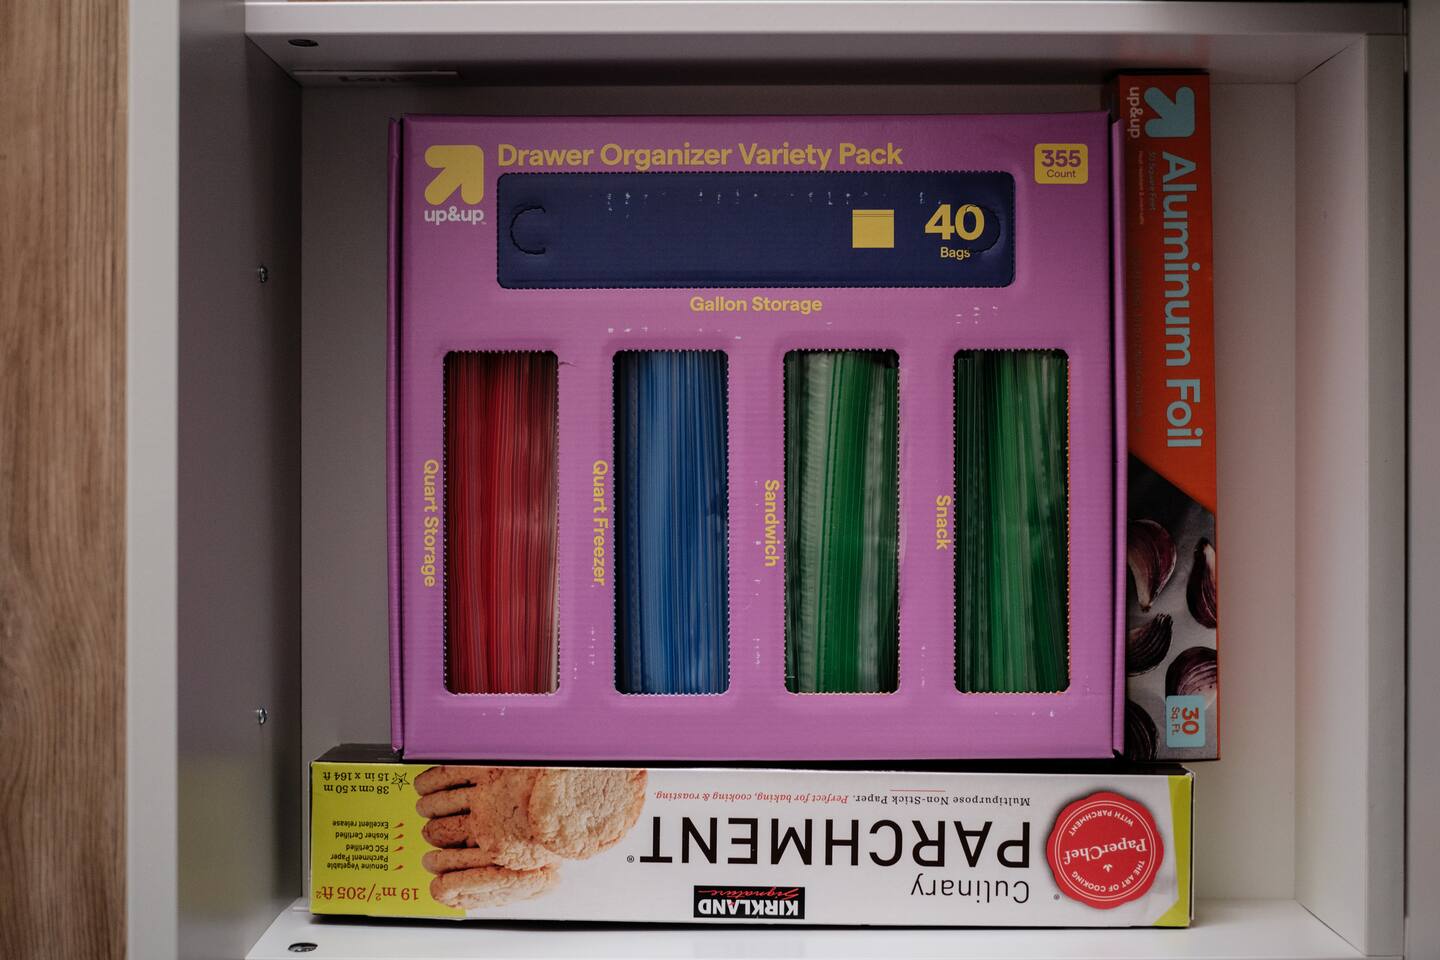 up&up
Drawer Organizer Variety Pack
355
Count
40
Bags
Gallon Storage
Quart Storage
Quart Freezer
Sandwich
Snack
up&up
Aluminum Foil
30 Square Feet
30
Sq. Ft.
KIRKLAND
Signature
Culinary
PARCHMENT®
Multipurpose Non-Stick Paper. Perfect for baking, cooking & roasting.
THE ART OF COOKING
PaperChef
WITH PARCHMENT
®
19 m²/205 ft²
Genuine Vegetable
Parchment Paper
FSC Certified
Kosher Certified
Excellent release
38 cm x 50 m
15 in x 164 ft